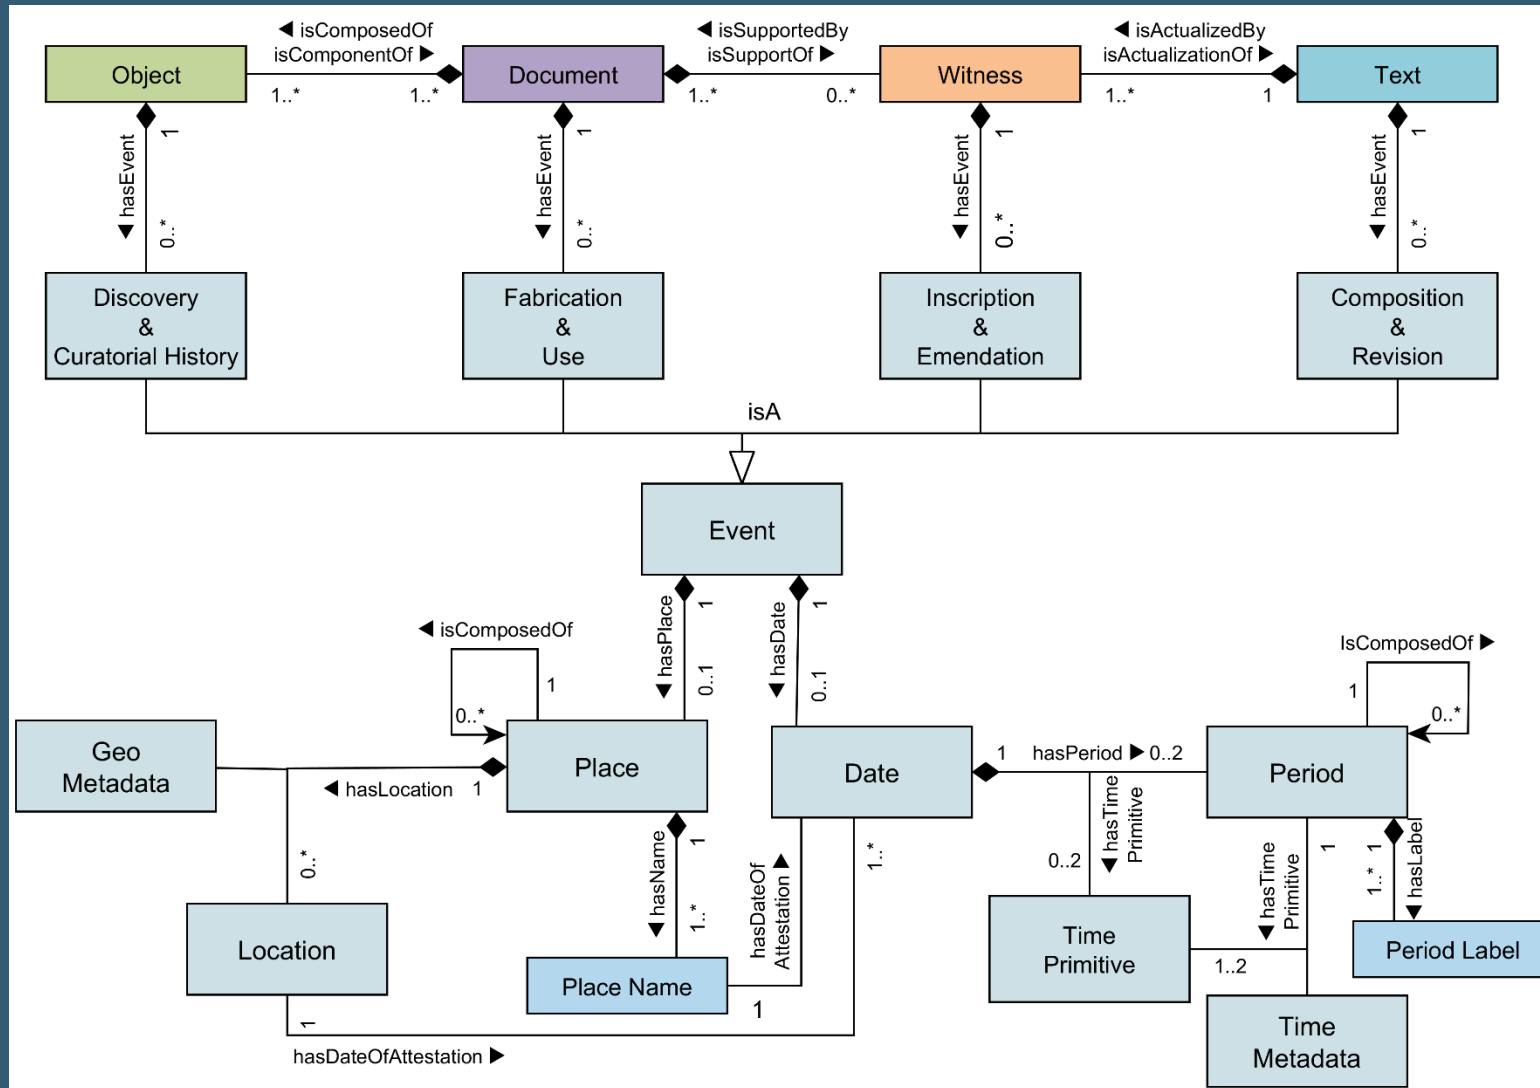 ◄ isComposedOf
isComponentOf ►
◄ isSupportedBy
isSupportOf ►
◄ isActualizedBy
isActualizationOf ►
Object
Document
Witness
Text
1..*
1..*
1..*
0..*
1..*
1
1
1
1
1
◄ hasEvent
◄ hasEvent
◄ hasEvent
◄ hasEvent
0..*
0..*
0..*
0..*
Discovery
&
Curatorial History
Fabrication
&
Use
Inscription
&
Emendation
Composition
&
Revision
isA
Event
◄ hasPlace
1
0..1
◄ hasDate
1
0..1
◄ isComposedOf
1
0..*
IsComposedOf ►
1
0..*
Geo
Metadata
Place
Date
Period
◄ hasLocation
1
0..*
1
hasPeriod ►
0..2
◄ hasTime
Primitive
0..2
◄ hasName
1
1..*
hasDateOf
Attestation ►
1..*
◄ hasTime
Primitive
1
1
1..*
◄ hasLabel
Location
Place Name
1
Time
Primitive
1..2
Period Label
1
hasDateOfAttestation ►
Time
Metadata